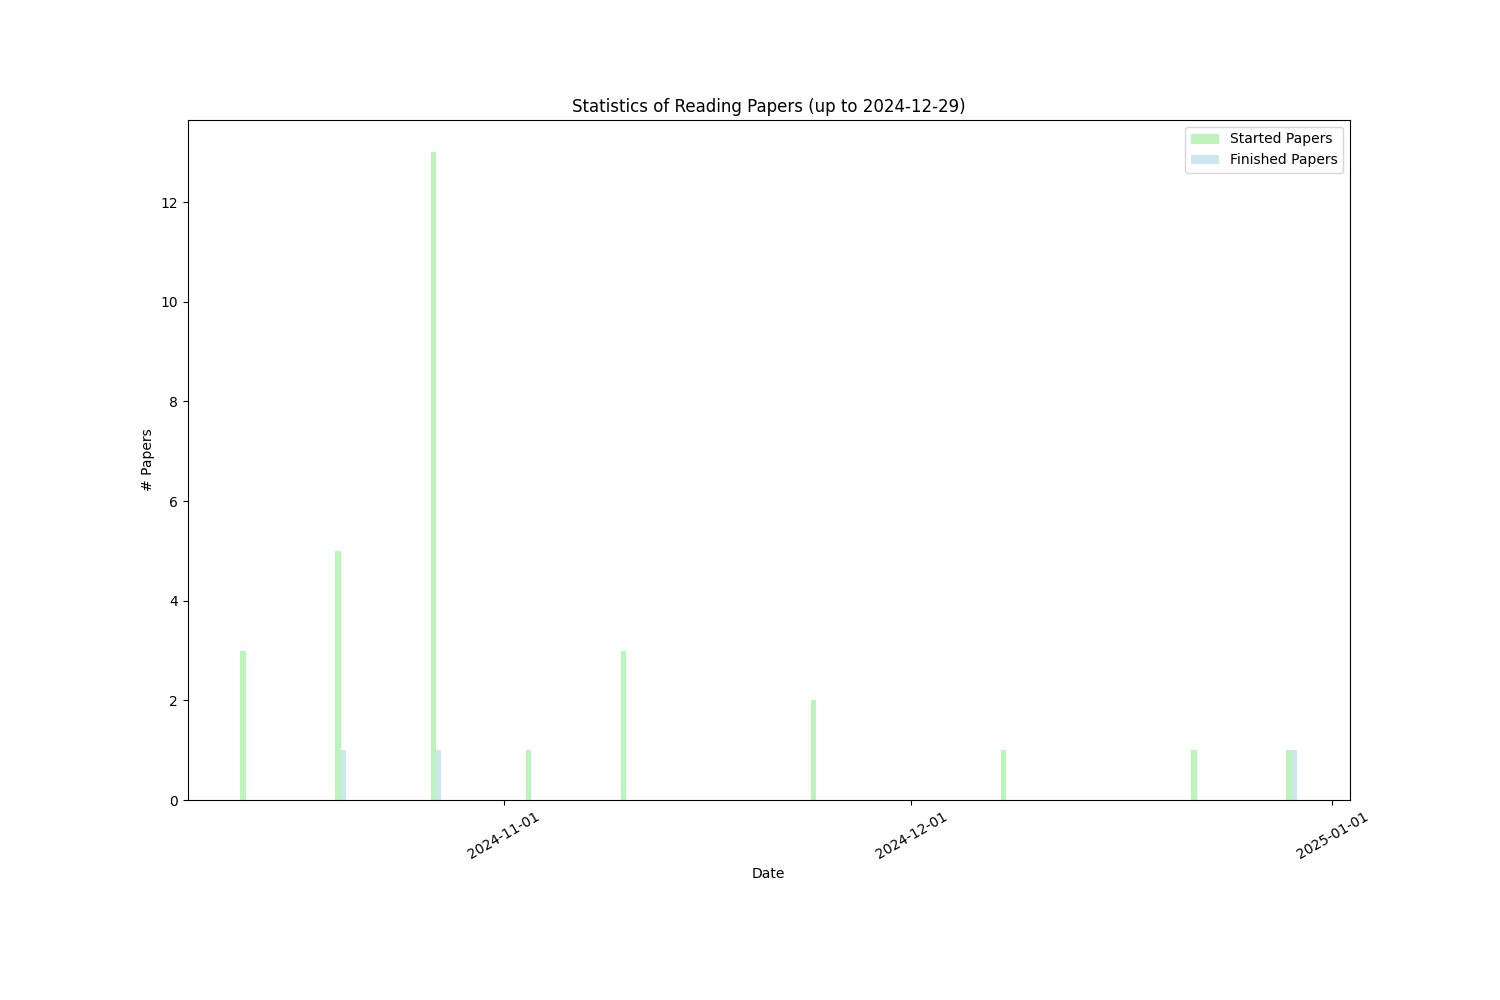 Statistics of Reading Papers (up to 2024-12-29)
Started Papers
Finished Papers
12
10
8
6
4
2
0
# Papers
2024-11-01
2024-12-01
2025-01-01
Date